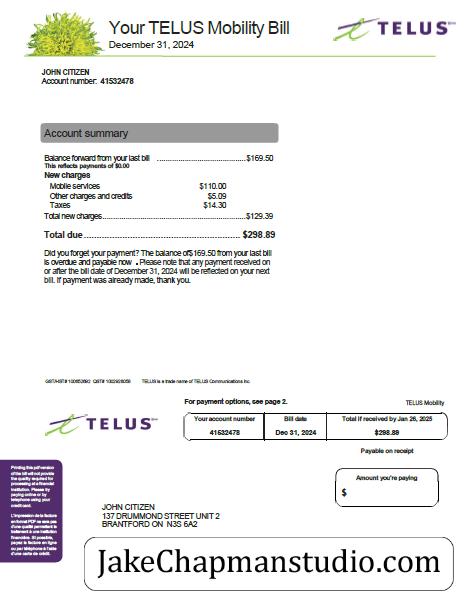 Your TELUS Mobility Bill
December 31, 2024
TELUS
JOHN CITIZEN
Account number: 41532478
Account summary
Balance forward from your last bill ..............................$169.50
This reflects payments of $0.00
New charges
Mobile services $110.00
Other charges and credits $5.09
Taxes $14.30
Total new charges................................................$129.39
Total due ................................................. $298.89
Did you forget your payment? The balance of$169.50 from your last bill
is overdue and payable now . Please note that any payment received on
or after the bill date of December 31, 2024 will be reflected on your next
bill. If payment was already made, thank you.
TELUS is a trade name of TELUS Communications Inc
For payment options, see page 2.
TELUS Mobility
TELUS
Your account number Bill date Total if received by Jan 26, 2025
41532478 Dec 31, 2024 $298.89
Payable on receipt
Amount you're paying
$
Printing this pdf version
of the bill will not provide
the quality required for
processing at a financial
institution. Please try
paying online or by
telephone using your
credit card.
L'impression de la facture
en format PDF ne sera pas
d'une qualité permettant le
traitement à une institution
financière. Si possible,
payez la facture en ligne
ou par téléphone à l'aide
d'une carte de crédit.
JOHN CITIZEN
137 DRUMMOND STREET UNIT 2
BRANTFORD ON N3S 6A2
JakeChapmanstudio.com